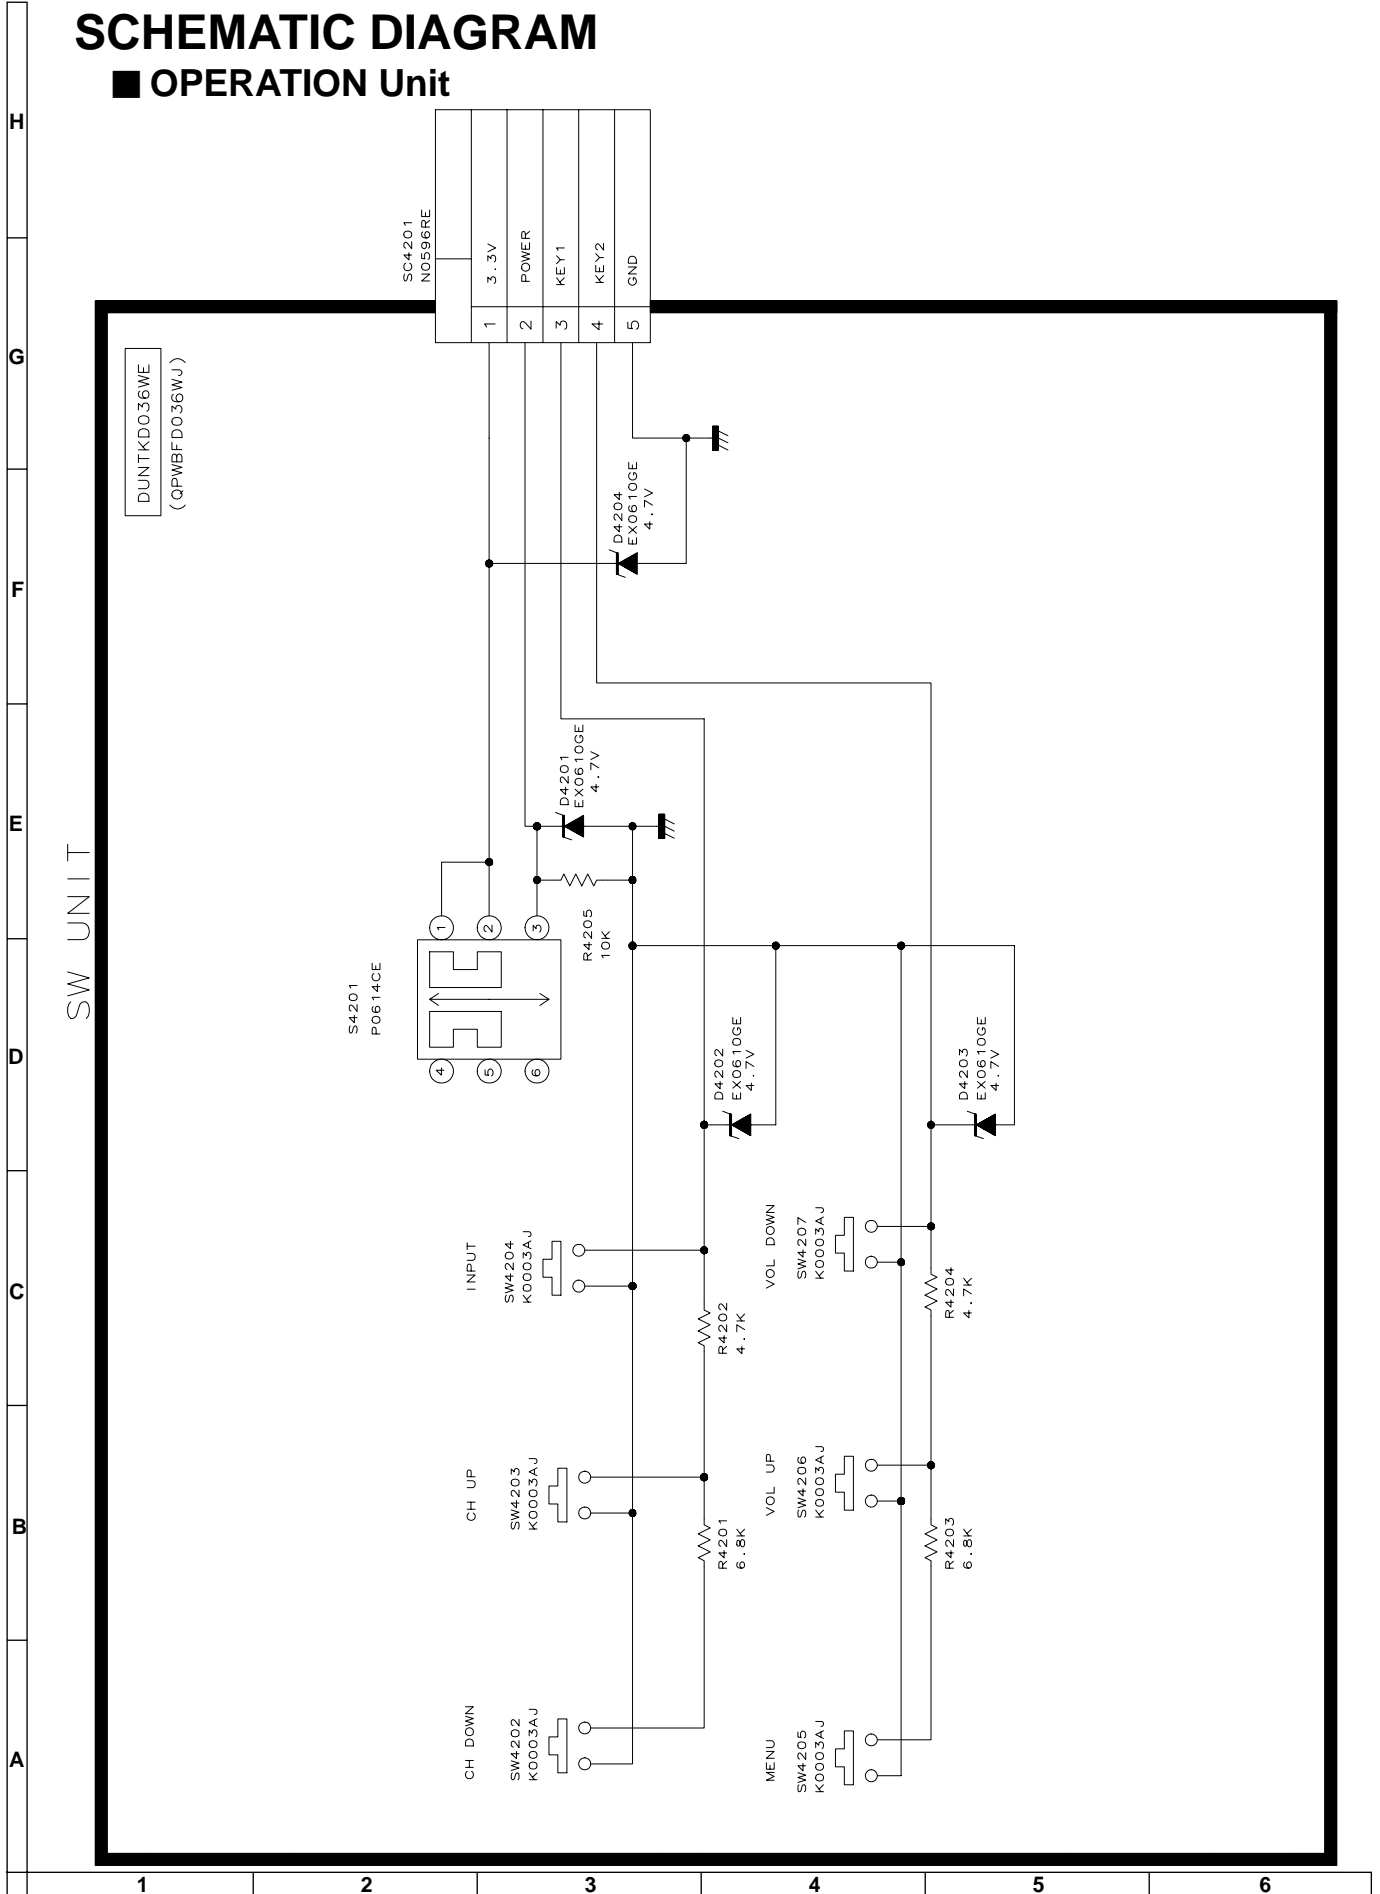 SCHEMATIC DIAGRAM
■ OPERATION Unit
H
G
F
E
D
C
B
A
SC4201
N0596RE
3.3V
POWER
KEY1
KEY2
GND
1
2
3
4
5
DUNTKD036WE
(QPWBFD036WJ)
D4204
EX0610GE
4.7V
D4201
EX0610GE
4.7V
SW UNIT
1
2
3
R4205
10K
S4201
P0614CE
4
5
6
D4202
EX0610GE
4.7V
D4203
EX0610GE
4.7V
INPUT
SW4204
K0003AJ
R4202
4.7K
VOL DOWN
SW4207
K0003AJ
R4204
4.7K
CH UP
SW4203
K0003AJ
R4201
6.8K
VOL UP
SW4206
K0003AJ
R4203
6.8K
CH DOWN
SW4202
K0003AJ
MENU
SW4205
K0003AJ
1
2
3
4
5
6